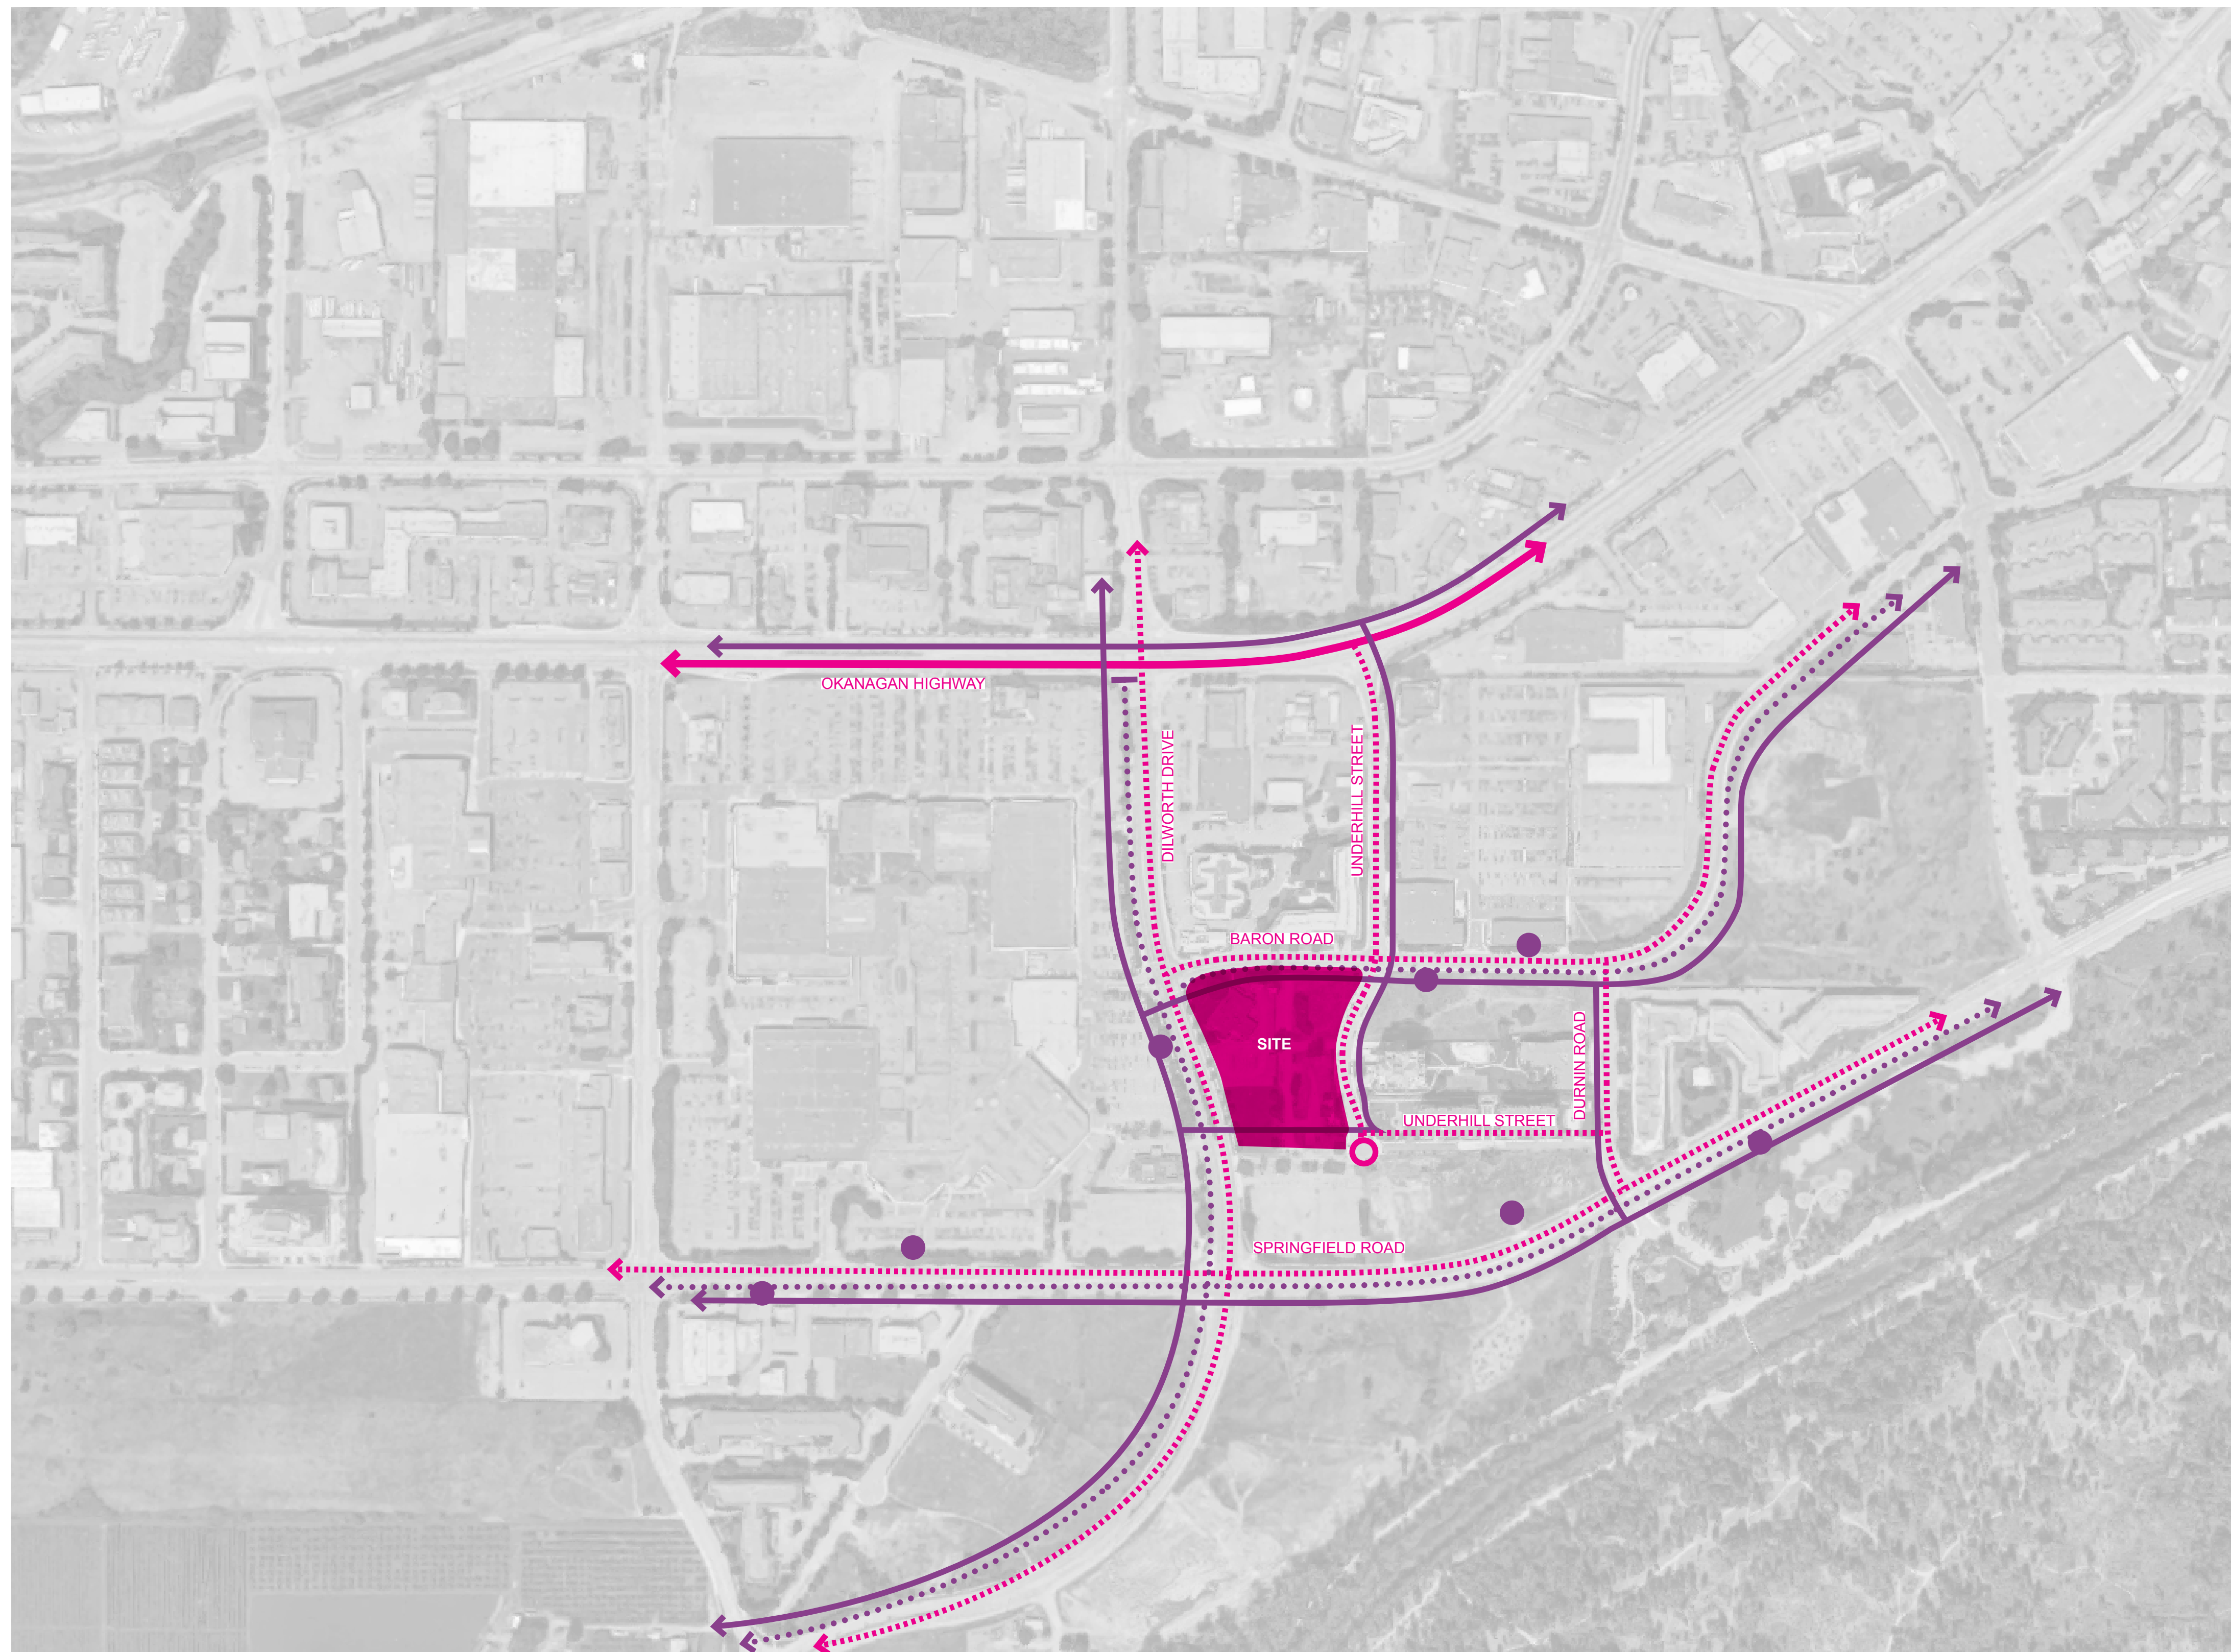 OKANAGAN HIGHWAY
DILWORTH DRIVE
UNDERHILL STREET
BARON ROAD
SITE
DURNIN ROAD
UNDERHILL STREET
SPRINGFIELD ROAD